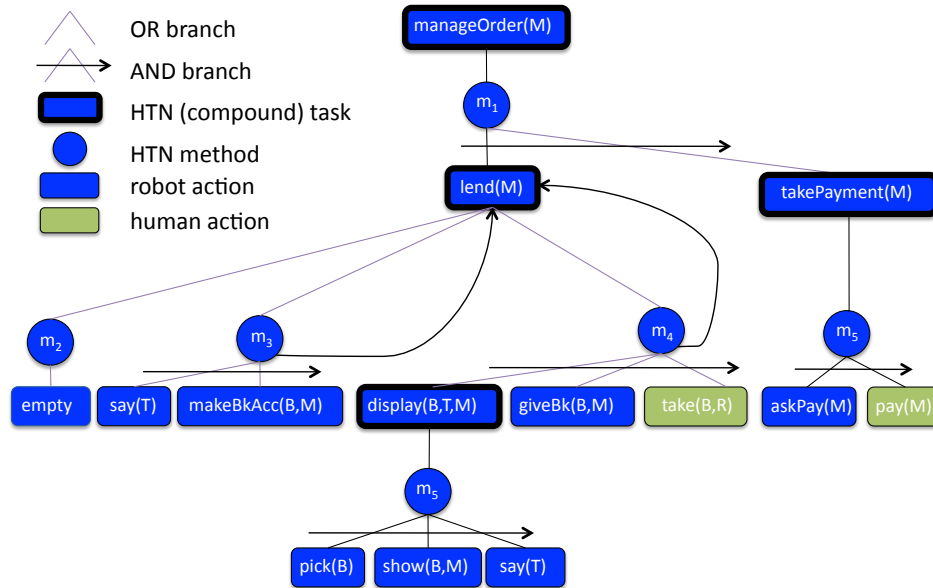 OR branch
AND branch
HTN (compound) task
HTN method
robot action
human action
manageOrder(M)
m1
lend(M)
takePayment(M)
m2
m3
m4
m5
empty
say(T)
makeBkAcc(B,M)
display(B,T,M)
giveBk(B,M)
take(B,R)
askPay(M)
pay(M)
m5
pick(B)
show(B,M)
say(T)